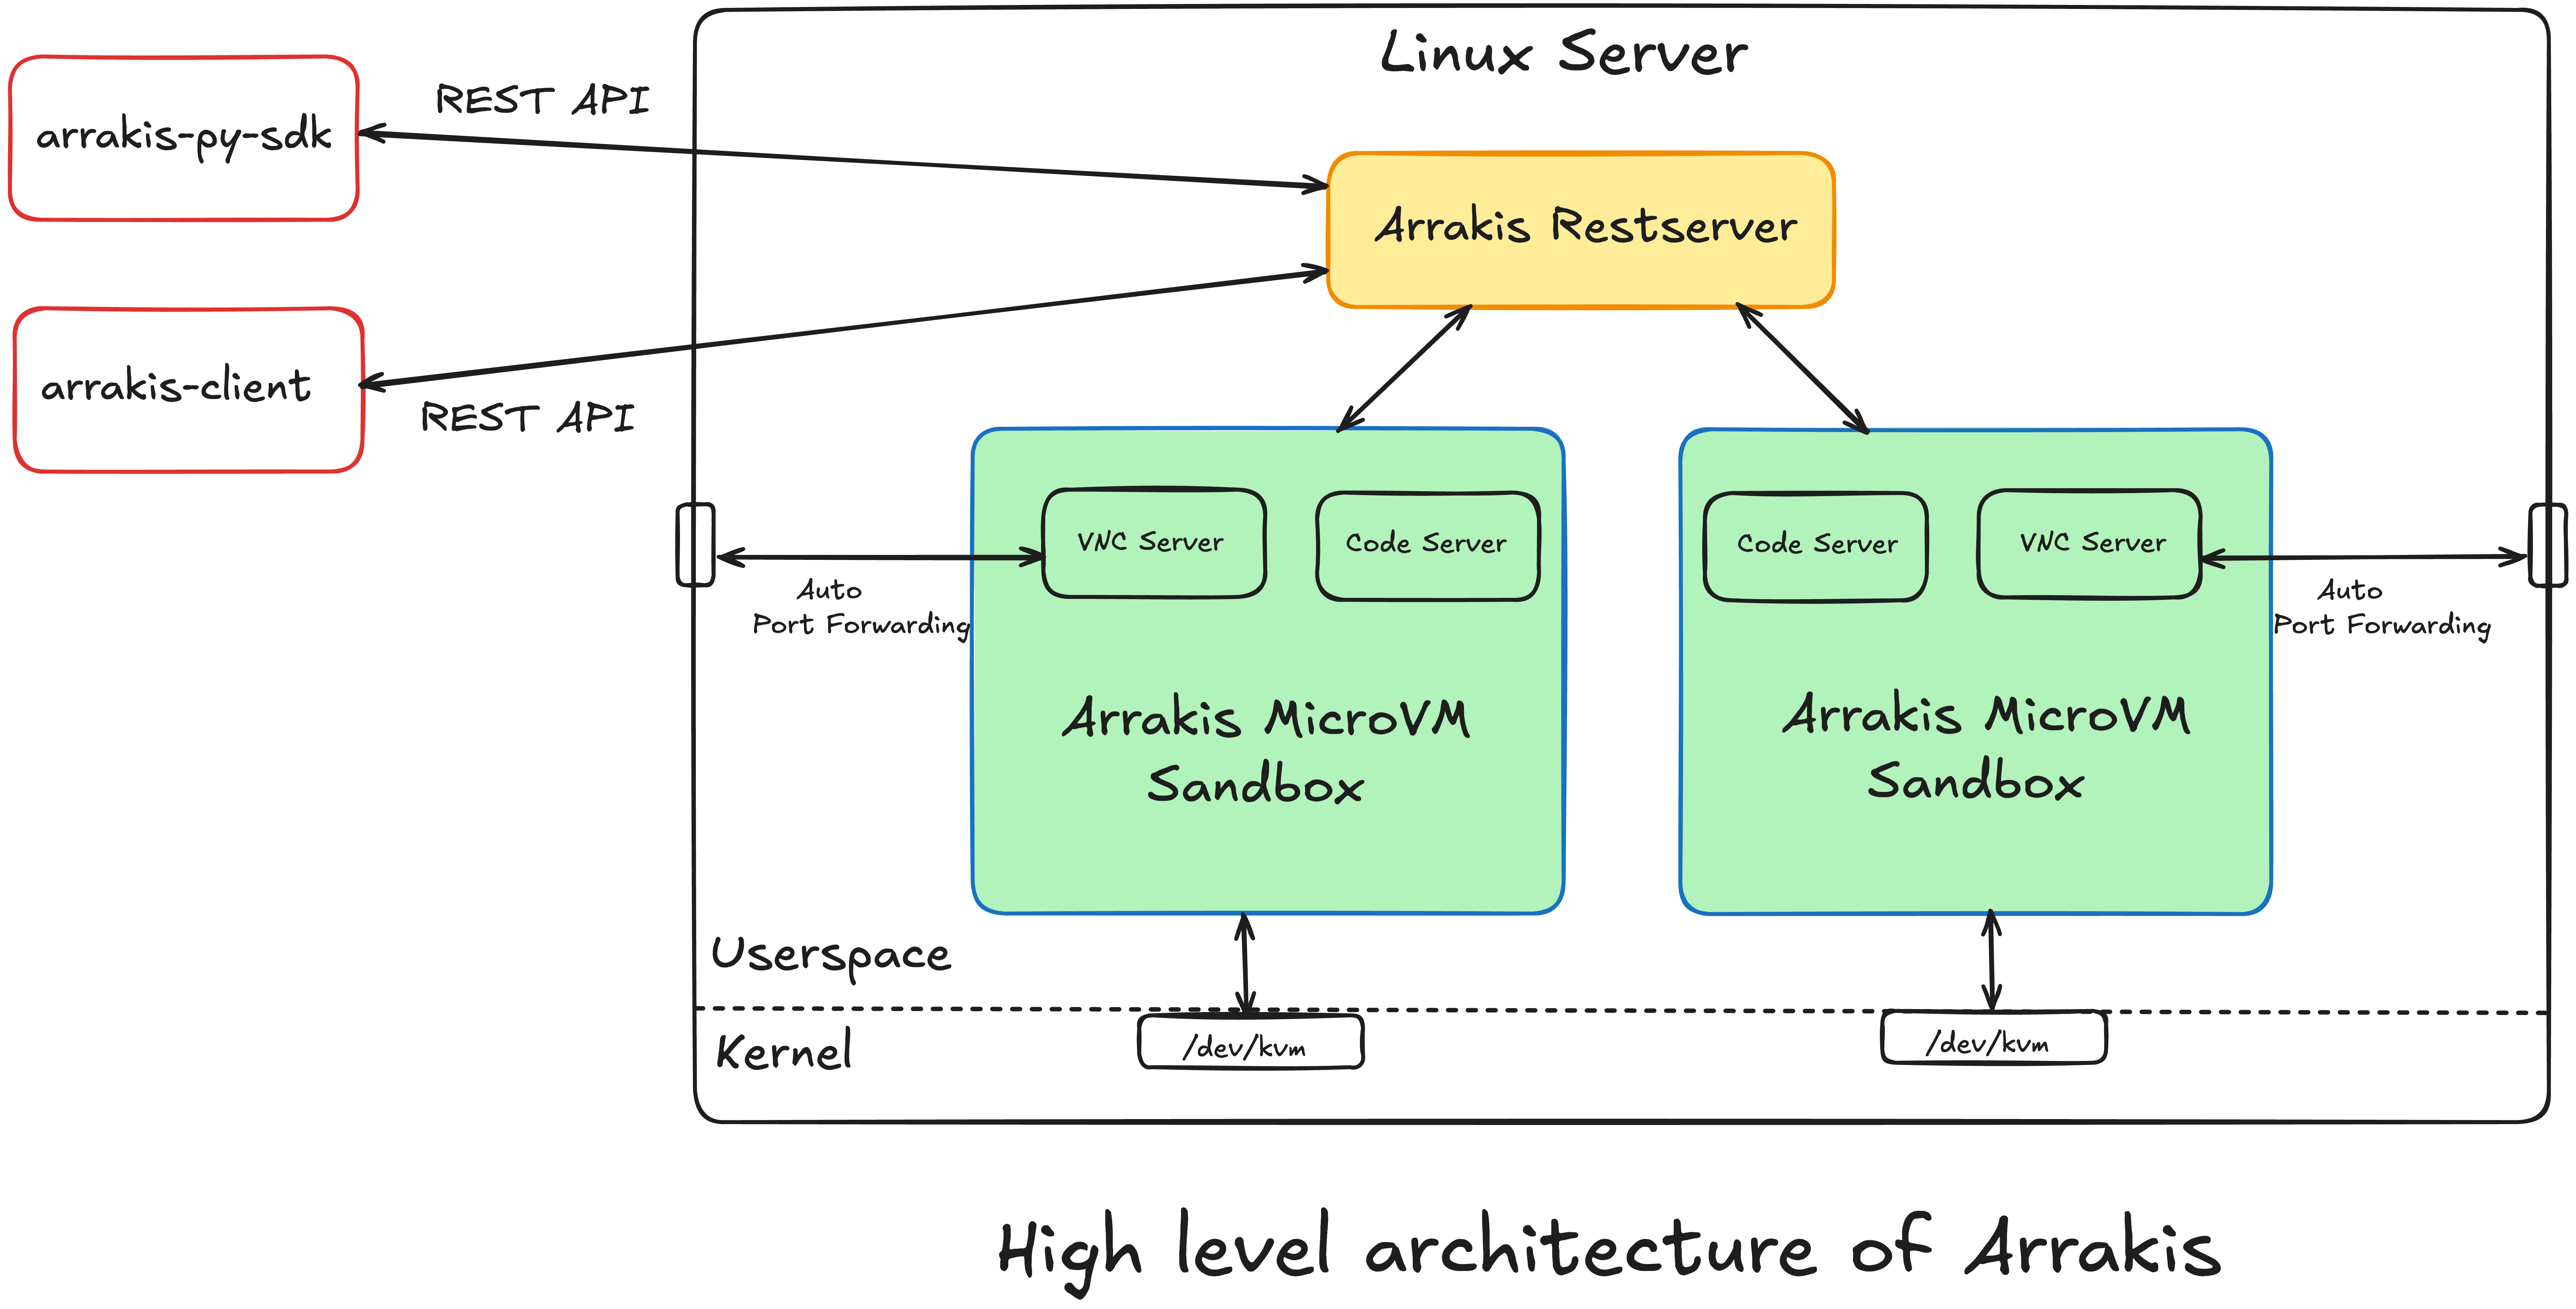 Linux Server
REST API
arrakis-py-sdk
Arrakis Restserver
arrakis-client
REST API
VNC Server
Code Server
Code Server
VNC Server
Auto
Port Forwarding
Auto
Port Forwarding
Arrakis MicroVM
Sandbox
Arrakis MicroVM
Sandbox
Userspace
Kernel
/dev/kvm
/dev/kvm
High level architecture of Arrakis